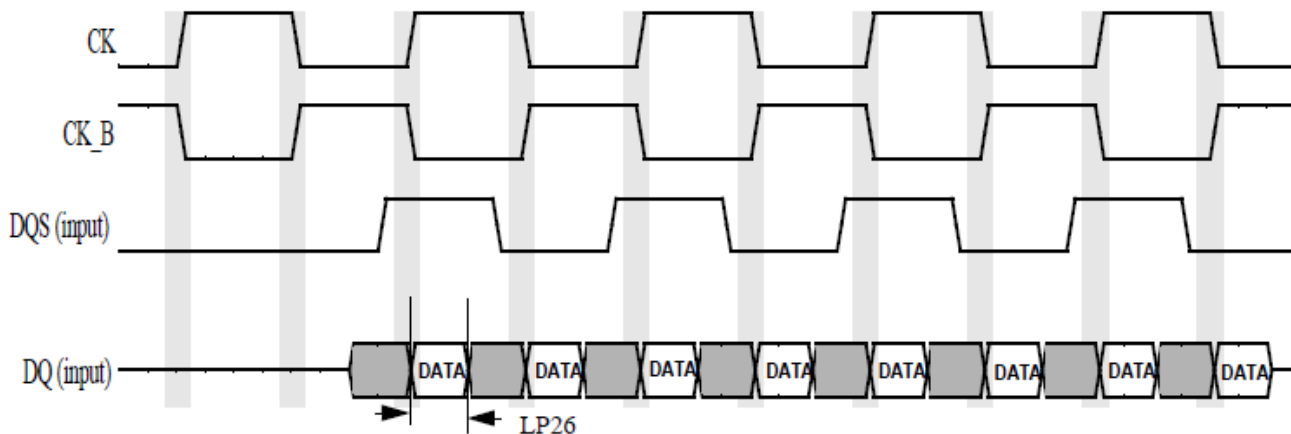 CK
CK_B
DQS (input)
DQ (input)
DATA DATA DATA DATA DATA DATA DATA DATA
LP26